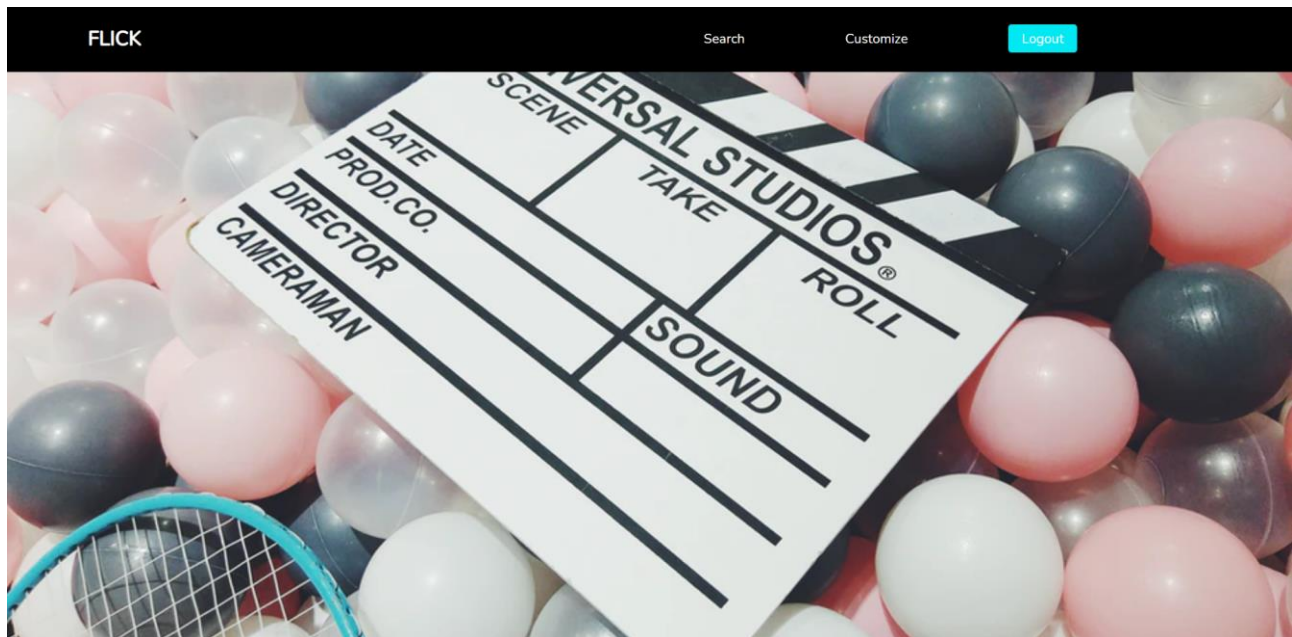 FLICK
Search
Customize
Logout
VERSAL STUDIOS®
SCENE
TAKE
ROLL
DATE
PROD.CO.
SOUND
DIRECTOR
CAMERAMAN